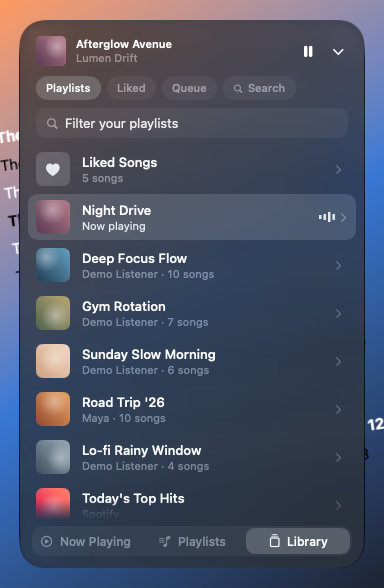 Afterglow Avenue
Lumen Drift
Playlists
Liked
Queue
Search
Filter your playlists
Liked Songs
5 songs
Night Drive
Now playing
Deep Focus Flow
Demo Listener · 10 songs
Gym Rotation
Demo Listener · 7 songs
Sunday Slow Morning
Demo Listener · 6 songs
Road Trip '26
Maya · 10 songs
Lo-fi Rainy Window
Demo Listener · 4 songs
Today's Top Hits
Spotify
Now Playing
Playlists
Library